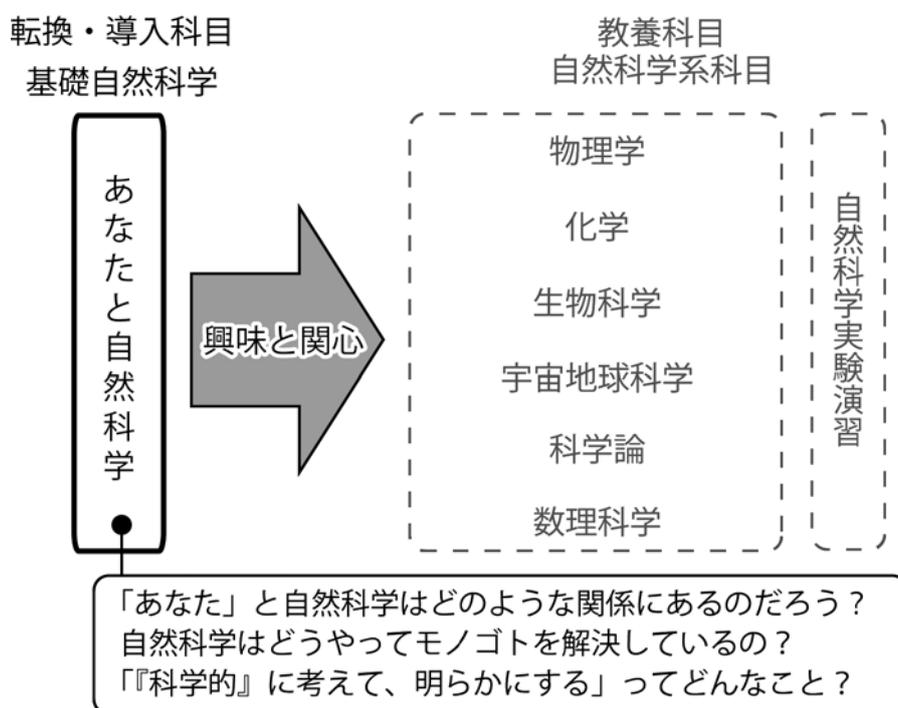 転換・導入科目
基礎自然科学
あなたと自然科学
興味と関心
教養科目
自然科学系科目
物理学
化学
生物科学
宇宙地球科学
科学論
数理科学
自然科学実験演習
「あなた」と自然科学はどのような関係にあるのだろう？
自然科学はどうやってモノゴトを解決しているの？
「『科学的』に考えて、明らかにする」ってどんなこと？